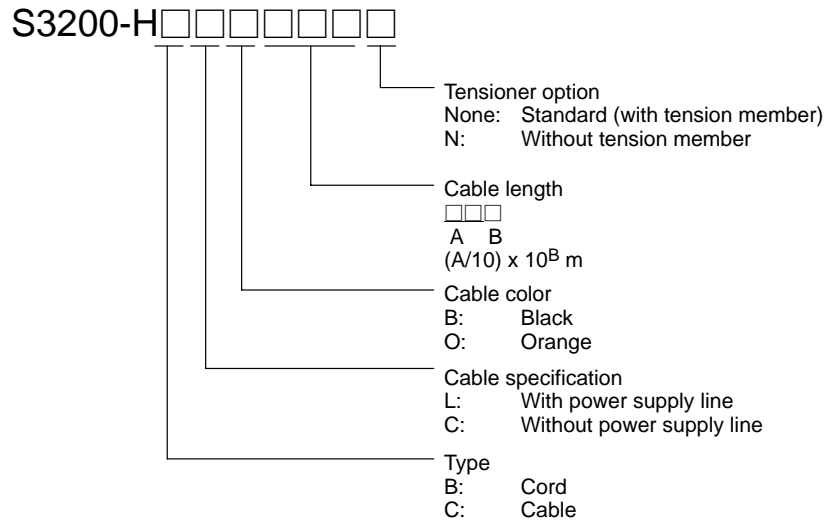 S3200-H□□□□□□□
Tensioner option
None: Standard (with tension member)
N: Without tension member
Cable length
□□□
A B
(A/10) x 10ᴮ m
Cable color
B: Black
O: Orange
Cable specification
L: With power supply line
C: Without power supply line
Type
B: Cord
C: Cable